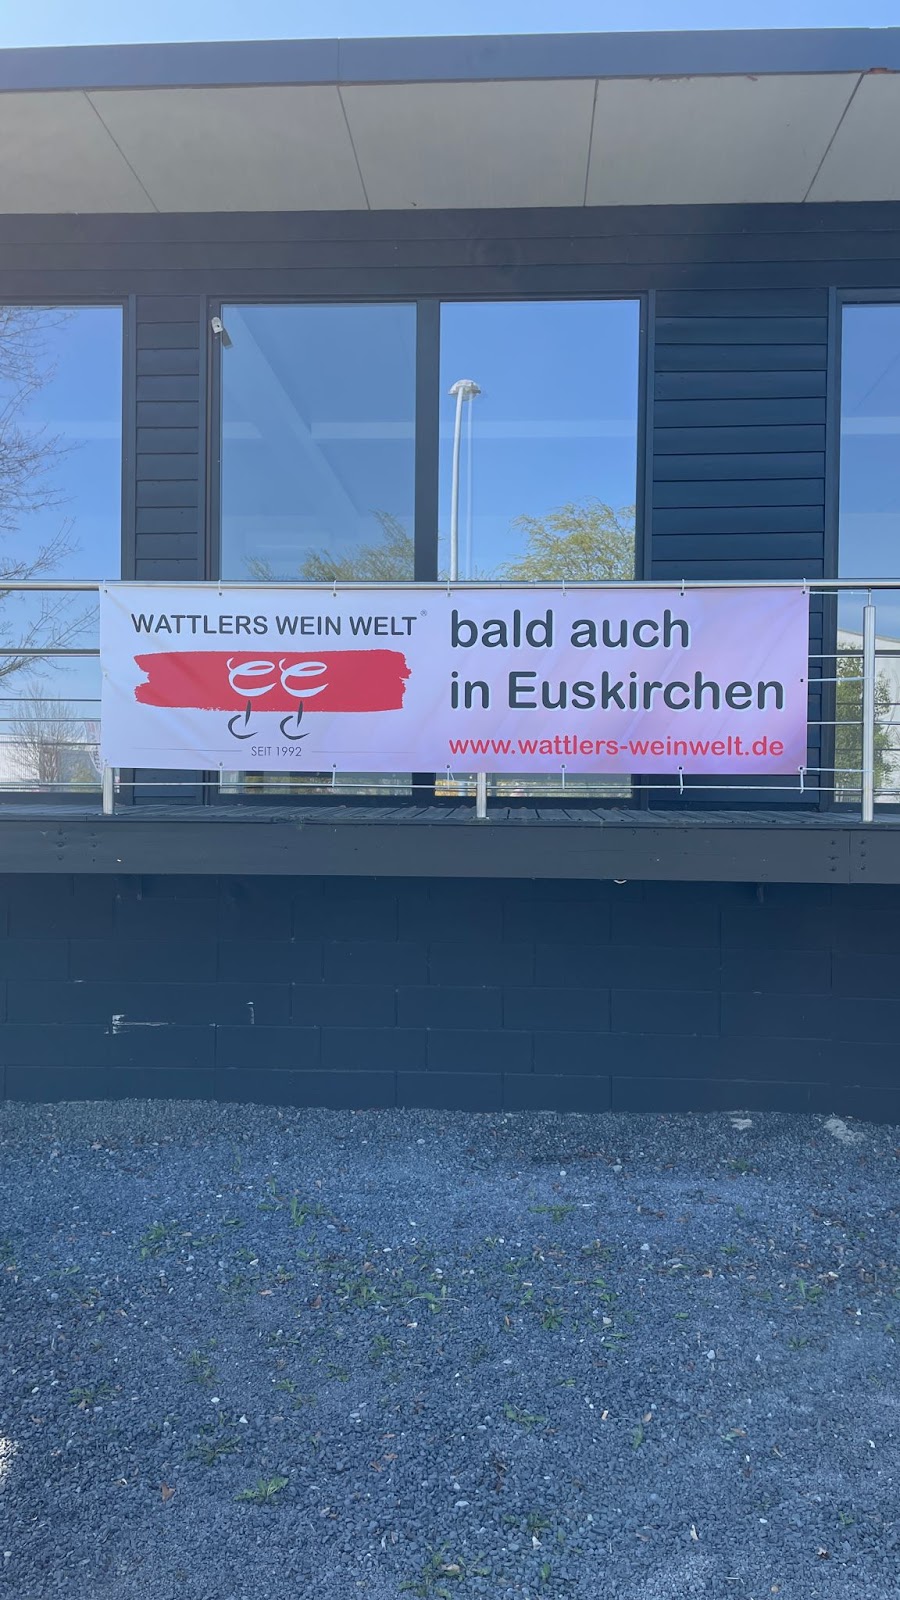 WATTLERS WEIN WELT®
SEIT 1992
bald auch
in Euskirchen
www.wattlers-weinwelt.de